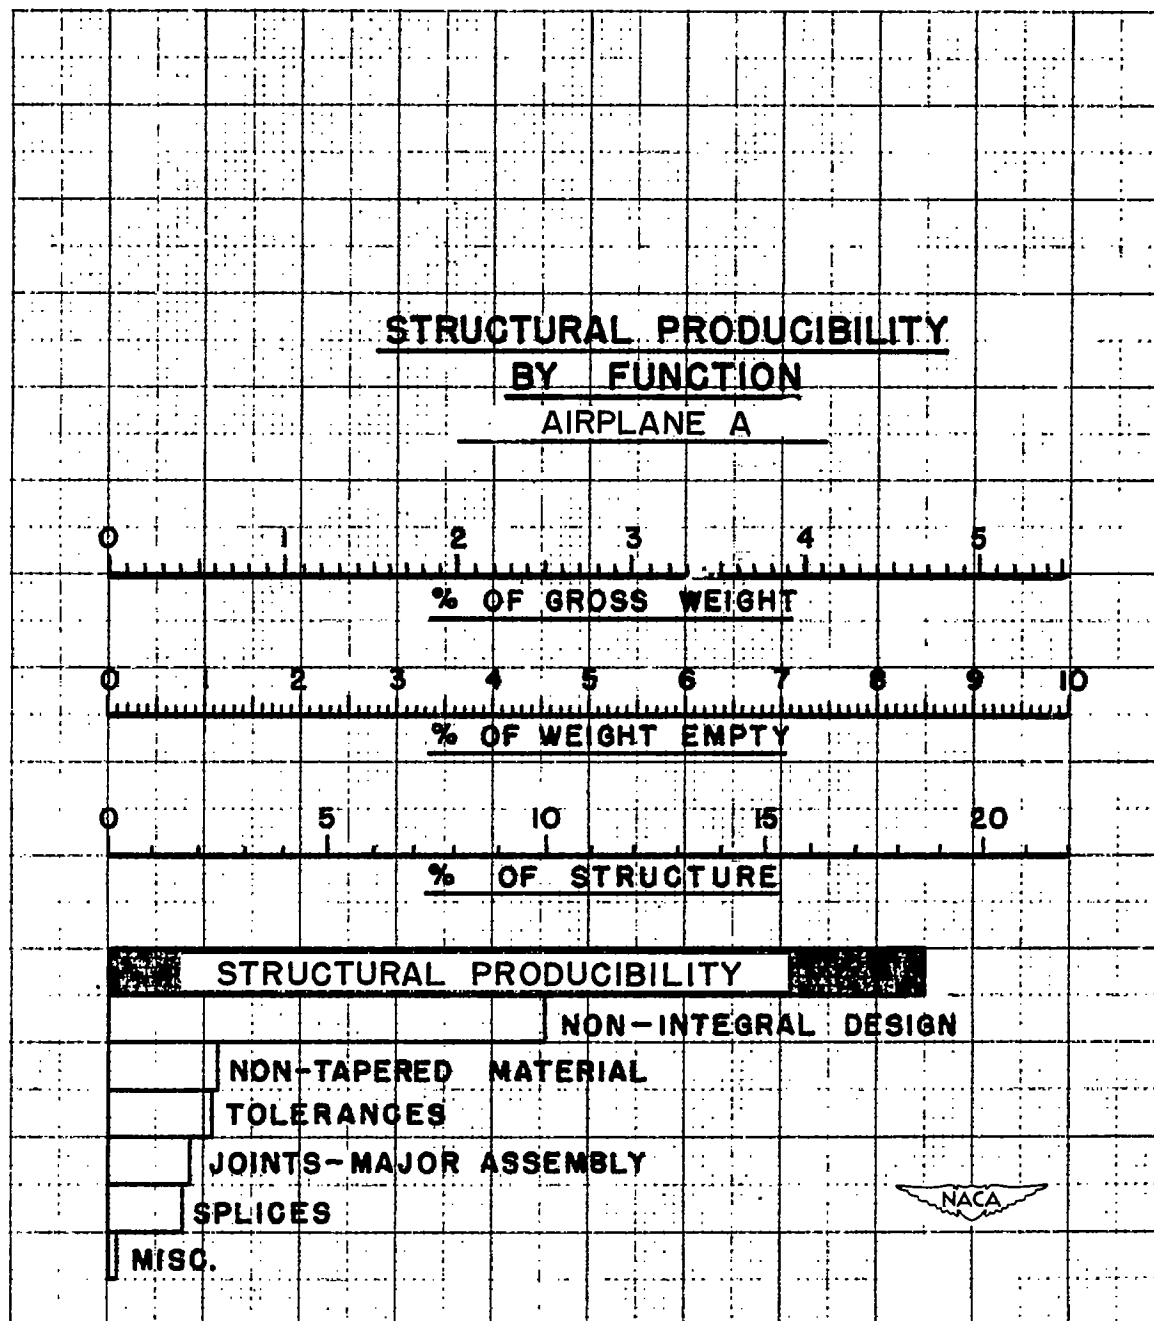 STRUCTURAL PRODUCIBILITY
BY FUNCTION
AIRPLANE A
0 1 2 3 4 5
% OF GROSS WEIGHT
0 1 2 3 4 5 6 7 8 9 10
% OF WEIGHT EMPTY
0 5 10 15 20
% OF STRUCTURE
STRUCTURAL PRODUCIBILITY
NON-INTEGRAL DESIGN
NON-TAPERED MATERIAL
TOLERANCES
JOINTS-MAJOR ASSEMBLY
SPLICES
NACA
MISC.